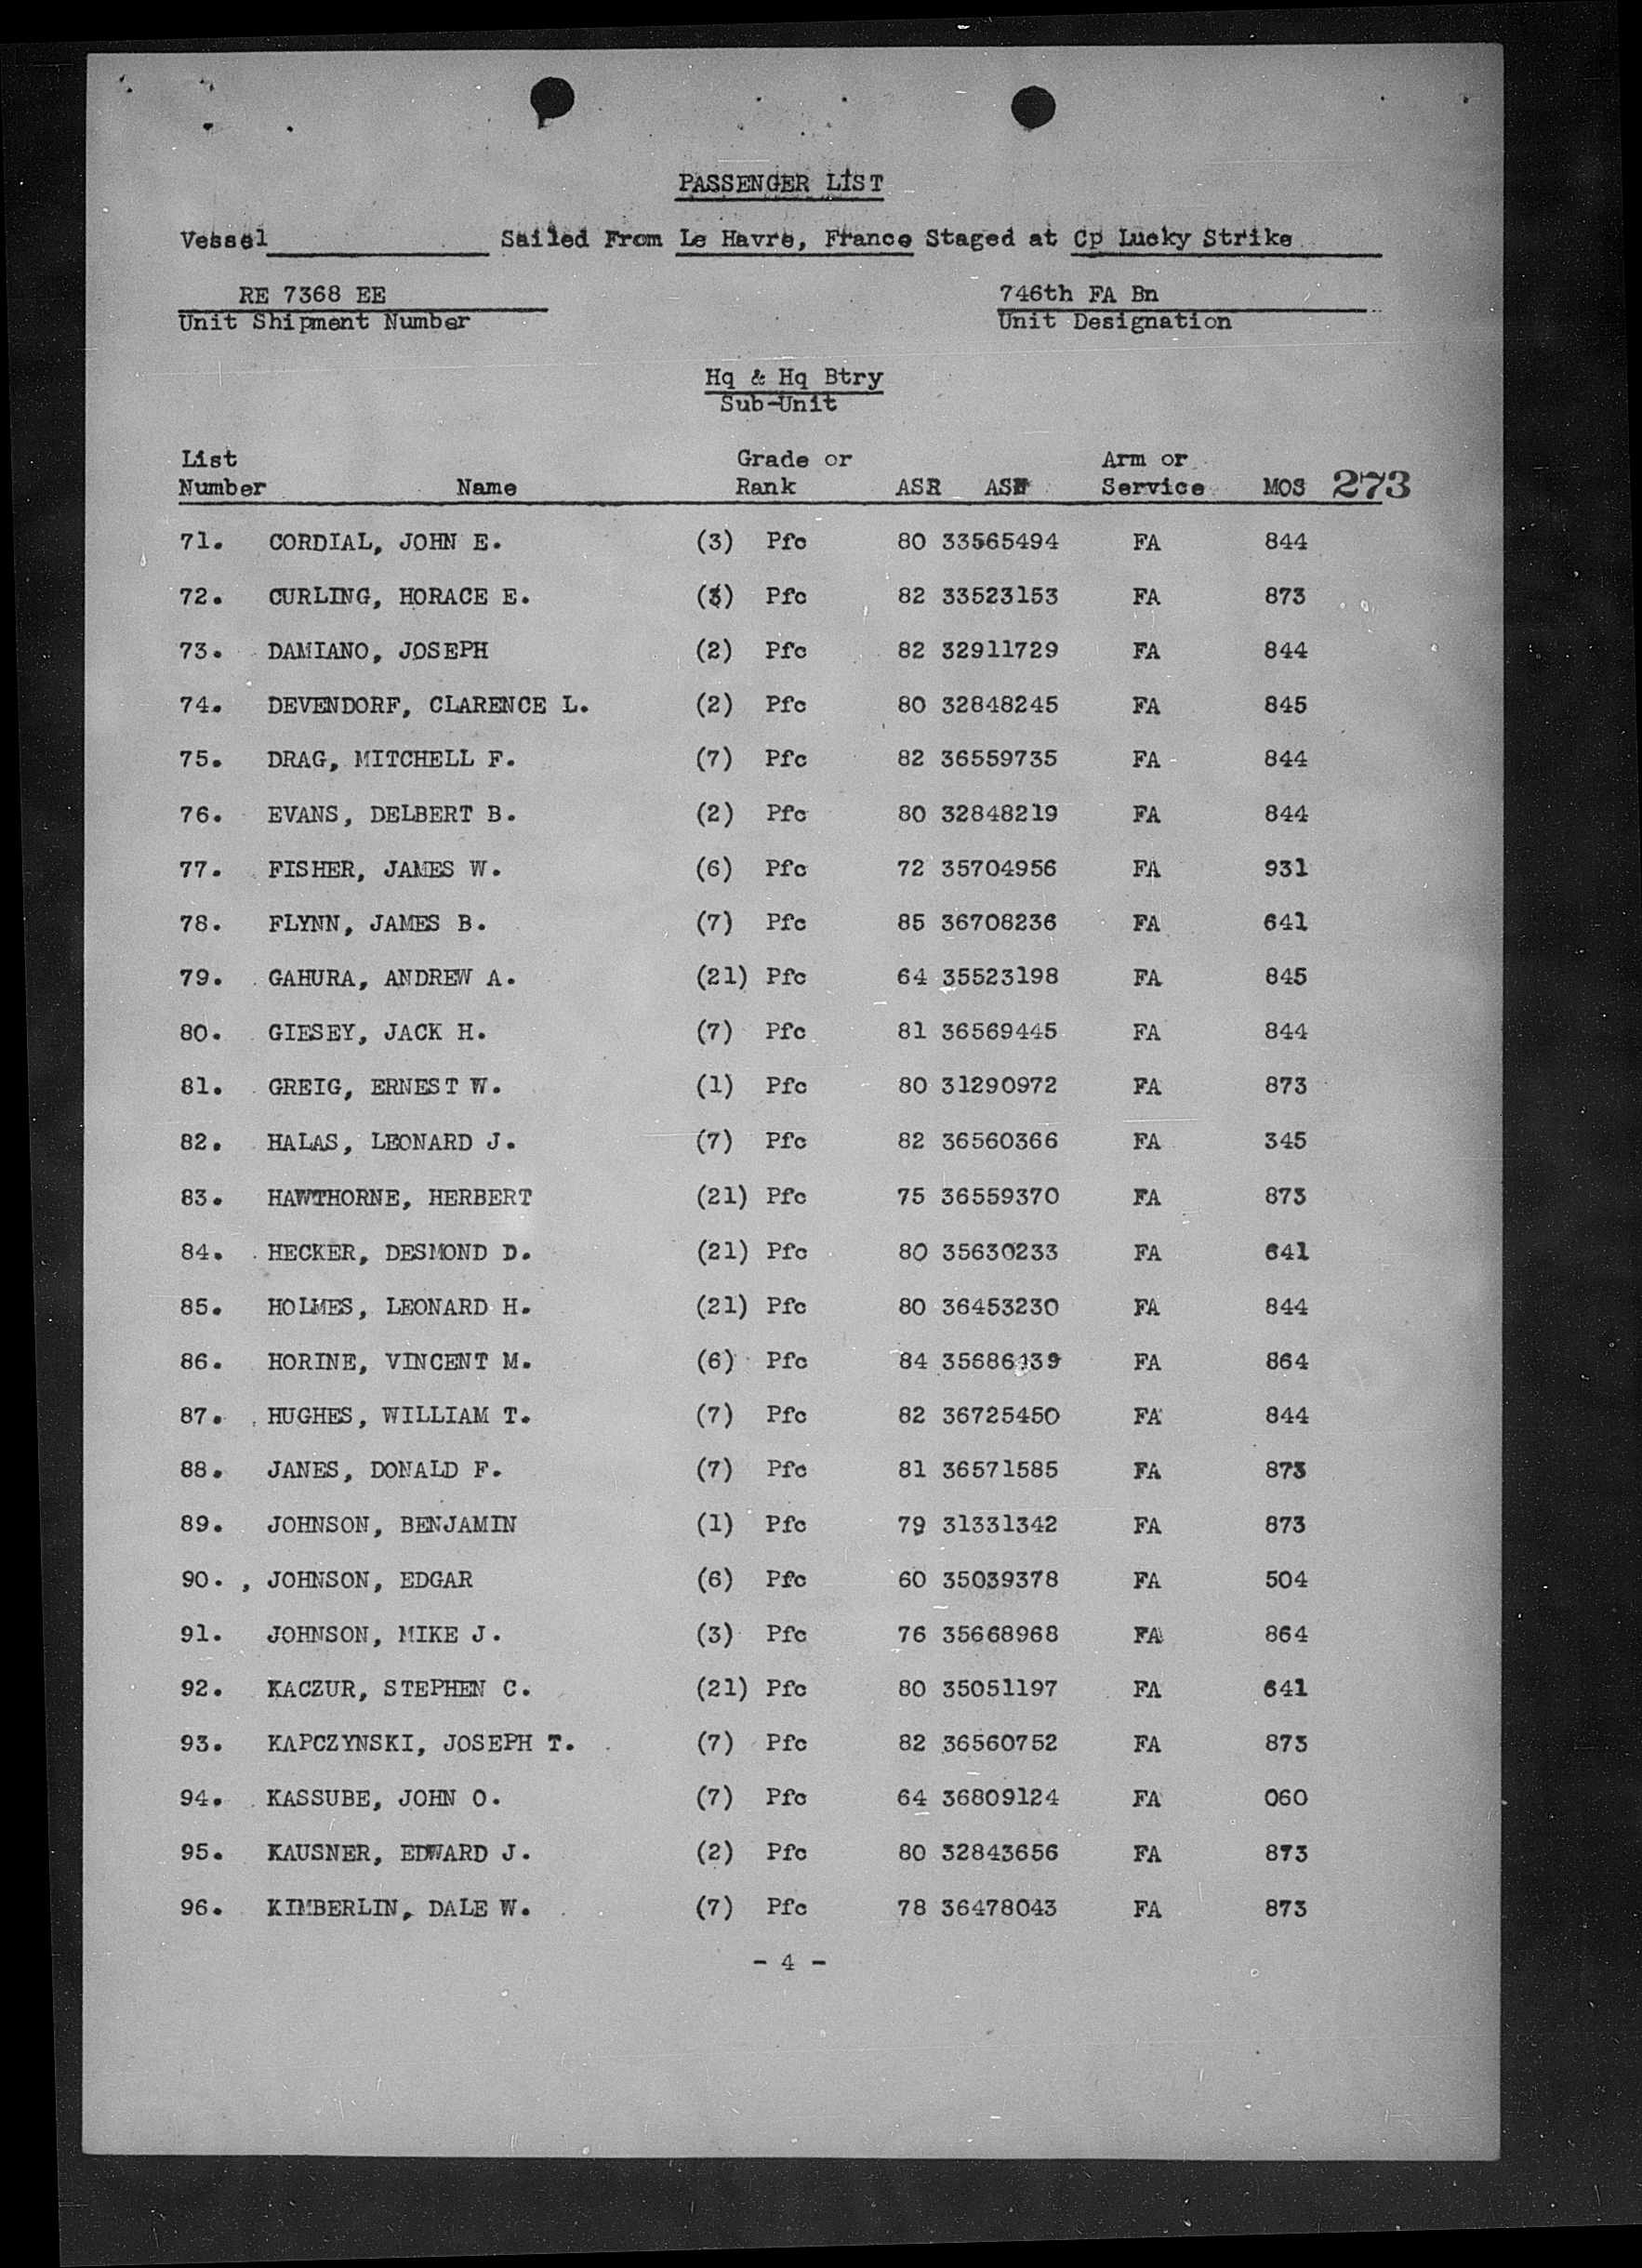 PASSENGER LIST
Vessel Sailed From Le Havre, France Staged at Cp Lucky Strike
RE 7368 EE 746th FA Bn
Unit Shipment Number Unit Designation
Hq & Hq Btry
Sub-Unit
List Grade or Arm or
Number Name Rank ASR ASN Service MOS 273
71. CORDIAL, JOHN E. (3) Pfc 80 33565494 FA 844
72. CURLING, HORACE E. (3) Pfc 82 33523153 FA 873
73. DAMIANO, JOSEPH (2) Pfc 82 32911729 FA 844
74. DEVENDORF, CLARENCE L. (2) Pfc 80 32848245 FA 845
75. DRAG, MITCHELL F. (7) Pfc 82 36559735 FA 844
76. EVANS, DELBERT B. (2) Pfc 80 32848219 FA 844
77. FISHER, JAMES W. (6) Pfc 72 35704956 FA 931
78. FLYNN, JAMES B. (7) Pfc 85 36708236 FA 641
79. GAHURA, ANDREW A. (21) Pfc 64 35523198 FA 845
80. GIESEY, JACK H. (7) Pfc 81 36569445 FA 844
81. GREIG, ERNEST W. (1) Pfc 80 31290972 FA 873
82. HALAS, LEONARD J. (7) Pfc 82 36560366 FA 345
83. HAWTHORNE, HERBERT (21) Pfc 75 36559370 FA 873
84. HECKER, DESMOND D. (21) Pfc 80 35630233 FA 641
85. HOLMES, LEONARD H. (21) Pfc 80 36453230 FA 844
86. HORINE, VINCENT M. (6) Pfc 84 FA 864
87. HUGHES, WILLIAM T. (7) Pfc 82 36725450 FA 844
88. JANES, DONALD F. (7) Pfc 81 36571585 FA 873
89. JOHNSON, BENJAMIN (1) Pfc 79 31331342 FA 873
90. JOHNSON, EDGAR (6) Pfc 60 35039378 FA 504
91. JOHNSON, MIKE J. (3) Pfc 76 35668968 FA 864
92. KACZUR, STEPHEN C. (21) Pfc 80 35051197 FA 641
93. KAPCZYNSKI, JOSEPH T. (7) Pfc 82 36560752 FA 873
94. KASSUBE, JOHN O. (7) Pfc 64 36809124 FA 060
95. KAUSNER, EDWARD J. (2) Pfc 80 32843656 FA 873
96. KIMBERLIN, DALE W. (7) Pfc 78 36478043 FA 873
- 4 -